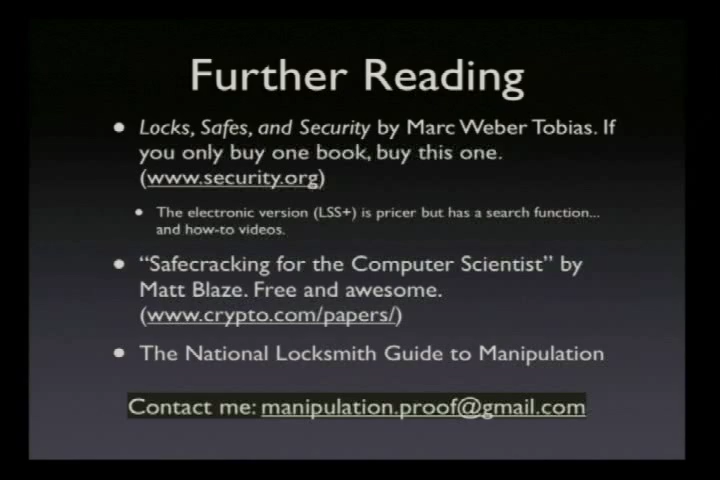 Further Reading
• Locks, Safes, and Security by Marc Weber Tobias. If
you only buy one book, buy this one.
(www.security.org)
• The electronic version (LSS+) is pricer but has a search function...
and how-to videos.
• “Safecracking for the Computer Scientist” by
Matt Blaze. Free and awesome.
(www.crypto.com/papers/)
• The National Locksmith Guide to Manipulation
Contact me: manipulation.proof@gmail.com